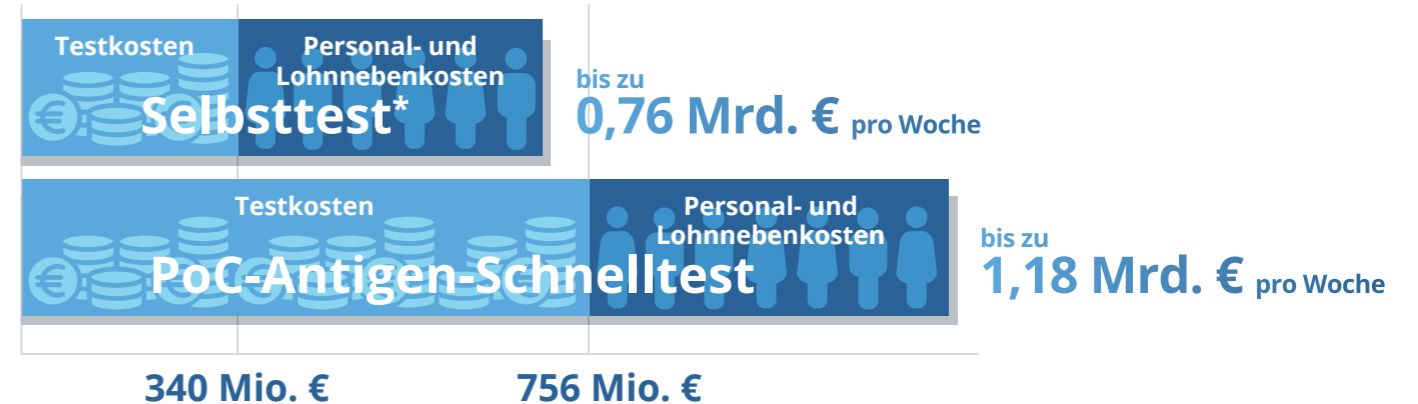 Testkosten
Personal- und
Lohnnebenkosten
Selbsttest*
bis zu
0,76 Mrd. € pro Woche
Testkosten
Personal- und
Lohnnebenkosten
PoC-Antigen-Schnelltest
bis zu
1,18 Mrd. € pro Woche
340 Mio. €
756 Mio. €